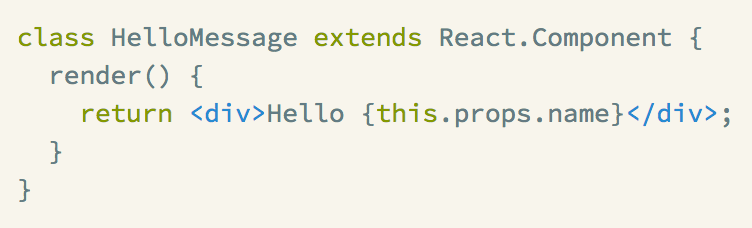 class HelloMessage extends React.Component {
  render() {
    return <div>Hello {this.props.name}</div>;
  }
}